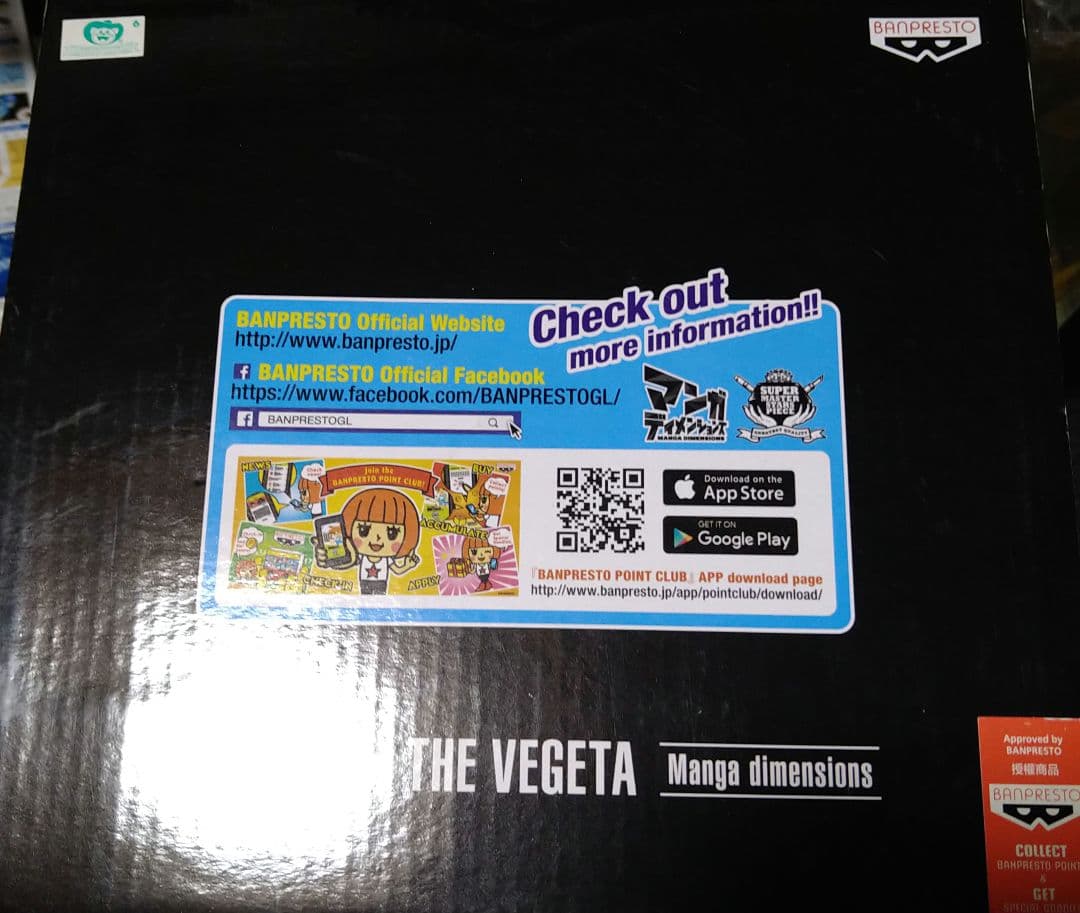 BANPRESTO
Check out
more information!!
BANPRESTO Official Website
http://www.banpresto.jp/
f BANPRESTO Official Facebook
https://www.facebook.com/BANPRESTOGL/
f BANPRESTOGL
マンガ
ディメンションズ
MANGA DIMENSIONS
SUPER
MASTER
STARS
PIECE
NEWS
Join the
BANPRESTO POINT CLUB!
BUY
ACCUMULATE
CHECK-IN
APPLY
Download on the
App Store
GET IT ON
Google Play
『BANPRESTO POINT CLUB』 APP download page
http://www.banpresto.jp/app/pointclub/download/
THE VEGETA
Manga dimensions
Approved by
BANPRESTO
授權商品
BANPRESTO
COLLECT
BANPRESTO POINT
&
GET